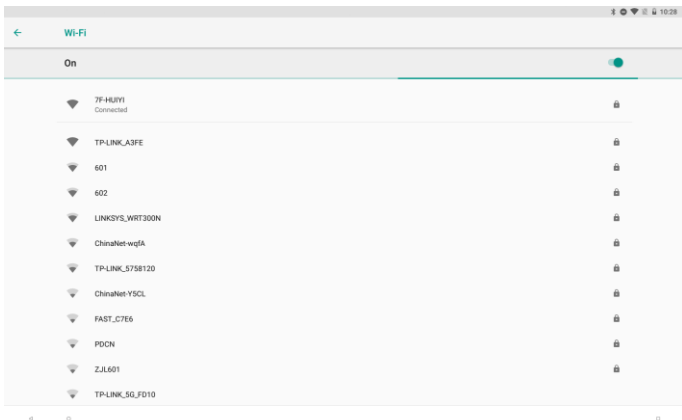 10:28
Wi-Fi
On
7F-HUIYI
Connected
TP-LINK_A3FE
601
602
LINKSYS_WRT300N
ChinaNet-wqfA
TP-LINK_5758120
ChinaNet-Y5CL
FAST_C7E6
PDCN
ZJL601
TP-LINK_5G_FD10